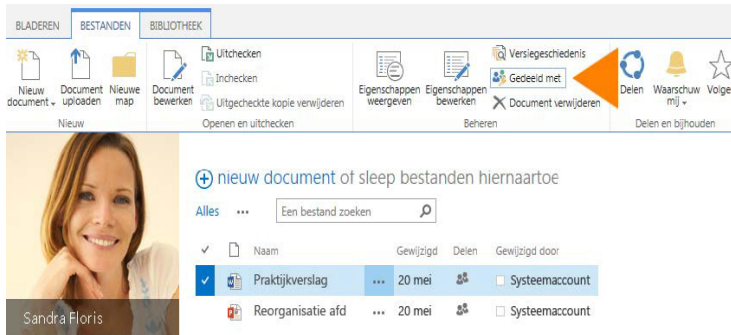 BLADEREN BESTANDEN BIBLIOTHEEK
Nieuw document Document uploaden Nieuwe map
Nieuw
Document bewerken
Uitchecken
Inchecken
Uitgecheckte kopie verwijderen
Openen en uitchecken
Eigenschappen weergeven Eigenschappen bewerken
Versiegeschiedenis
Gedeeld met
Document verwijderen
Beheren
Delen Waarschuw mij Volge
Delen en bijhouden
nieuw document of sleep bestanden hiernaartoe
Alles ... Een bestand zoeken
Naam Gewijzigd Delen Gewijzigd door
Praktijkverslag ... 20 mei Systeemaccount
Reorganisatie afd ... 20 mei Systeemaccount
Sandra Floris